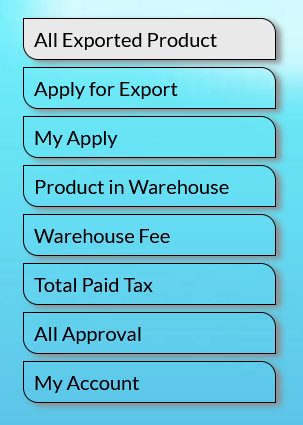 All Exported Product
Apply for Export
My Apply
Product in Warehouse
Warehouse Fee
Total Paid Tax
All Approval
My Account